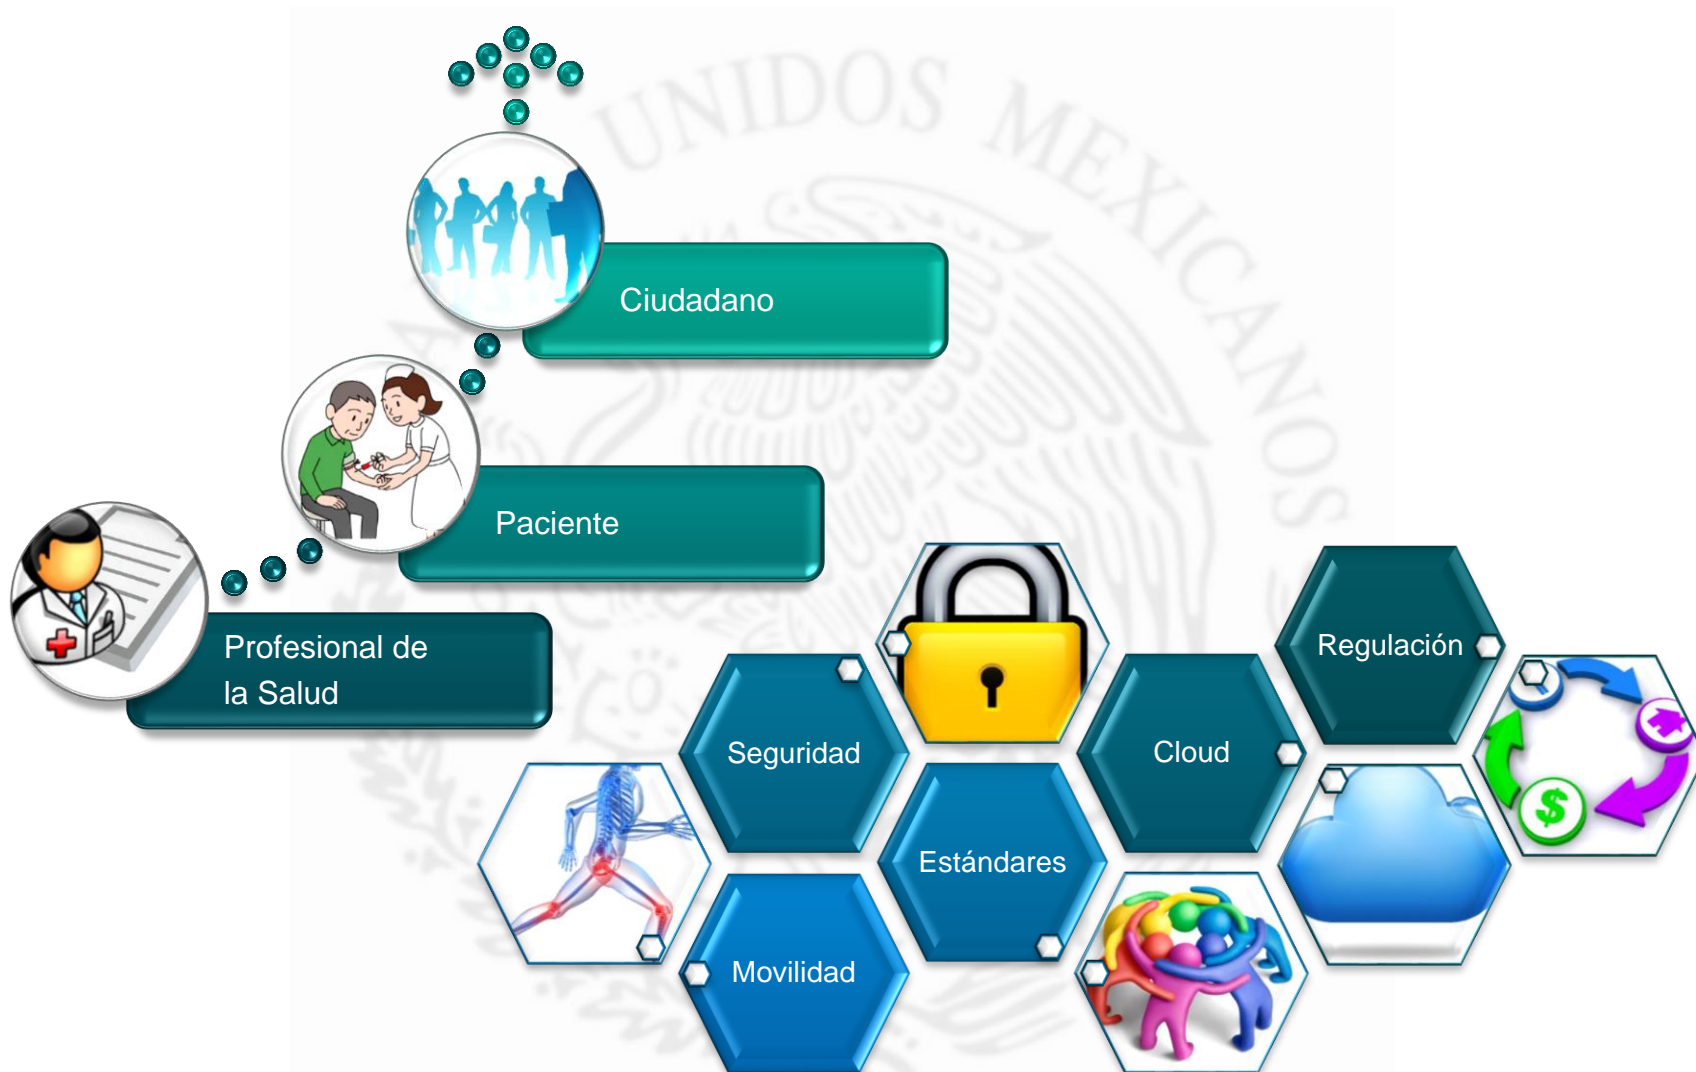 UNIDOS MEXICANOS
Ciudadano
Paciente
Profesional de
la Salud
Regulación
Seguridad
Cloud
Estándares
Movilidad
$